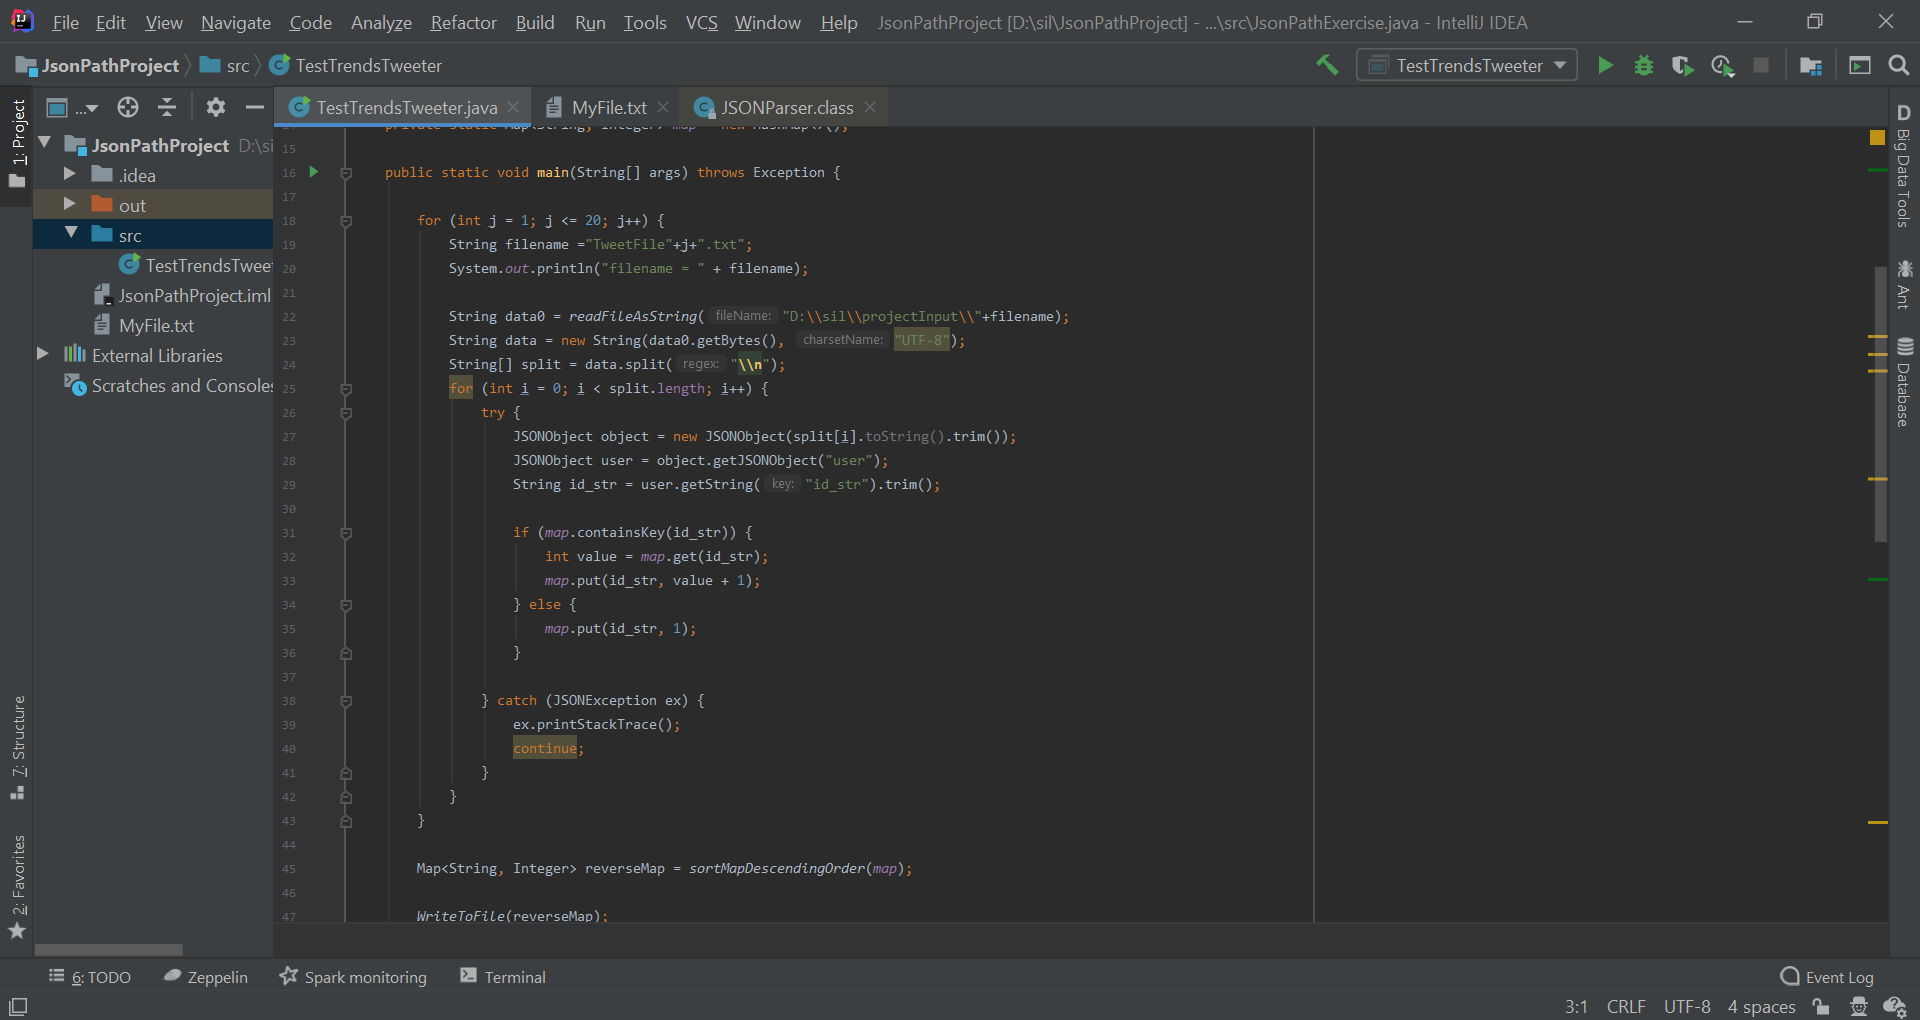 File Edit View Navigate Code Analyze Refactor Build Run Tools VCS Window Help JsonPathProject [D:\sil\JsonPathProject] - ...\src\JsonPathExercise.java - IntelliJ IDEA
JsonPathProject src TestTrendsTweeter TestTrendsTweeter
1: Project
...
TestTrendsTweeter.java MyFile.txt JSONParser.class
JsonPathProject D:\si
.idea
out
src
TestTrendsTweet
JsonPathProject.iml
MyFile.txt
External Libraries
Scratches and Consoles
7: Structure
2: Favorites
14 private static Map<String, Integer> map = new HashMap<>();
15
16 public static void main(String[] args) throws Exception {
17
18 for (int j = 1; j <= 20; j++) {
19 String filename ="TweetFile"+j+".txt";
20 System.out.println("filename = " + filename);
21
22 String data0 = readFileAsString( fileName: "D:\\sil\\projectInput\\"+filename);
23 String data = new String(data0.getBytes(), charsetName: "UTF-8");
24 String[] split = data.split( regex: "\\n");
25 for (int i = 0; i < split.length; i++) {
26 try {
27 JSONObject object = new JSONObject(split[i].toString().trim());
28 JSONObject user = object.getJSONObject("user");
29 String id_str = user.getString( key: "id_str").trim();
30
31 if (map.containsKey(id_str)) {
32 int value = map.get(id_str);
33 map.put(id_str, value + 1);
34 } else {
35 map.put(id_str, 1);
36 }
37
38 } catch (JSONException ex) {
39 ex.printStackTrace();
40 continue;
41 }
42 }
43 }
44
45 Map<String, Integer> reverseMap = sortMapDescendingOrder(map);
46
47 WriteToFile(reverseMap);
D Big Data Tools
Ant
Database
6: TODO Zeppelin Spark monitoring Terminal Event Log
3:1 CRLF UTF-8 4 spaces